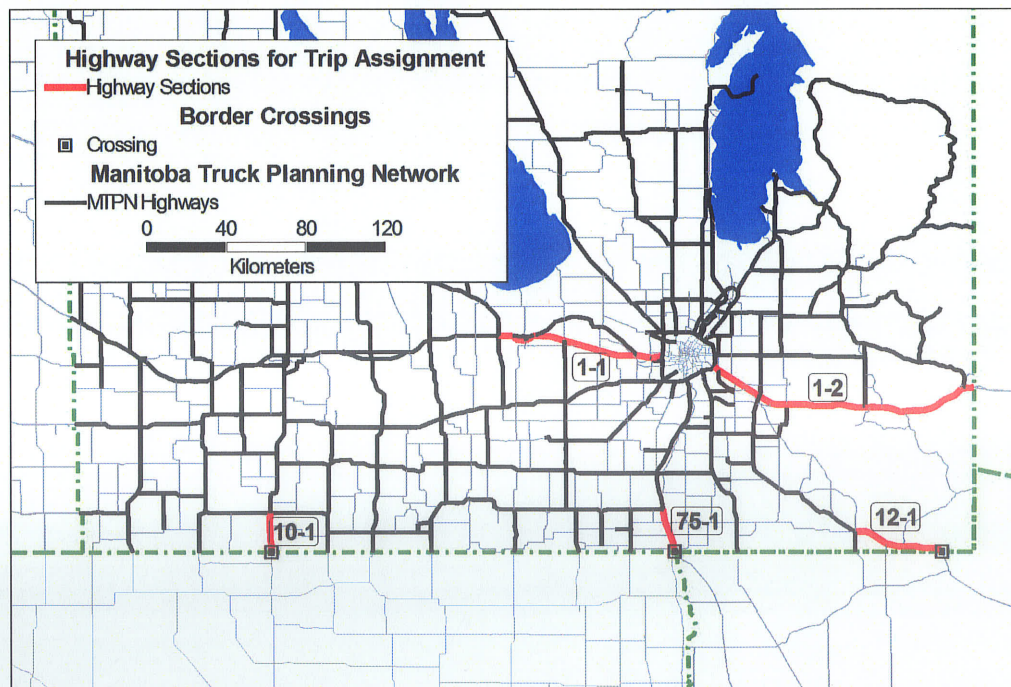 Highway Sections for Trip Assignment
Highway Sections
Border Crossings
Crossing
Manitoba Truck Planning Network
MTPN Highways
0 40 80 120
Kilometers
1-1
1-2
10-1
75-1
12-1